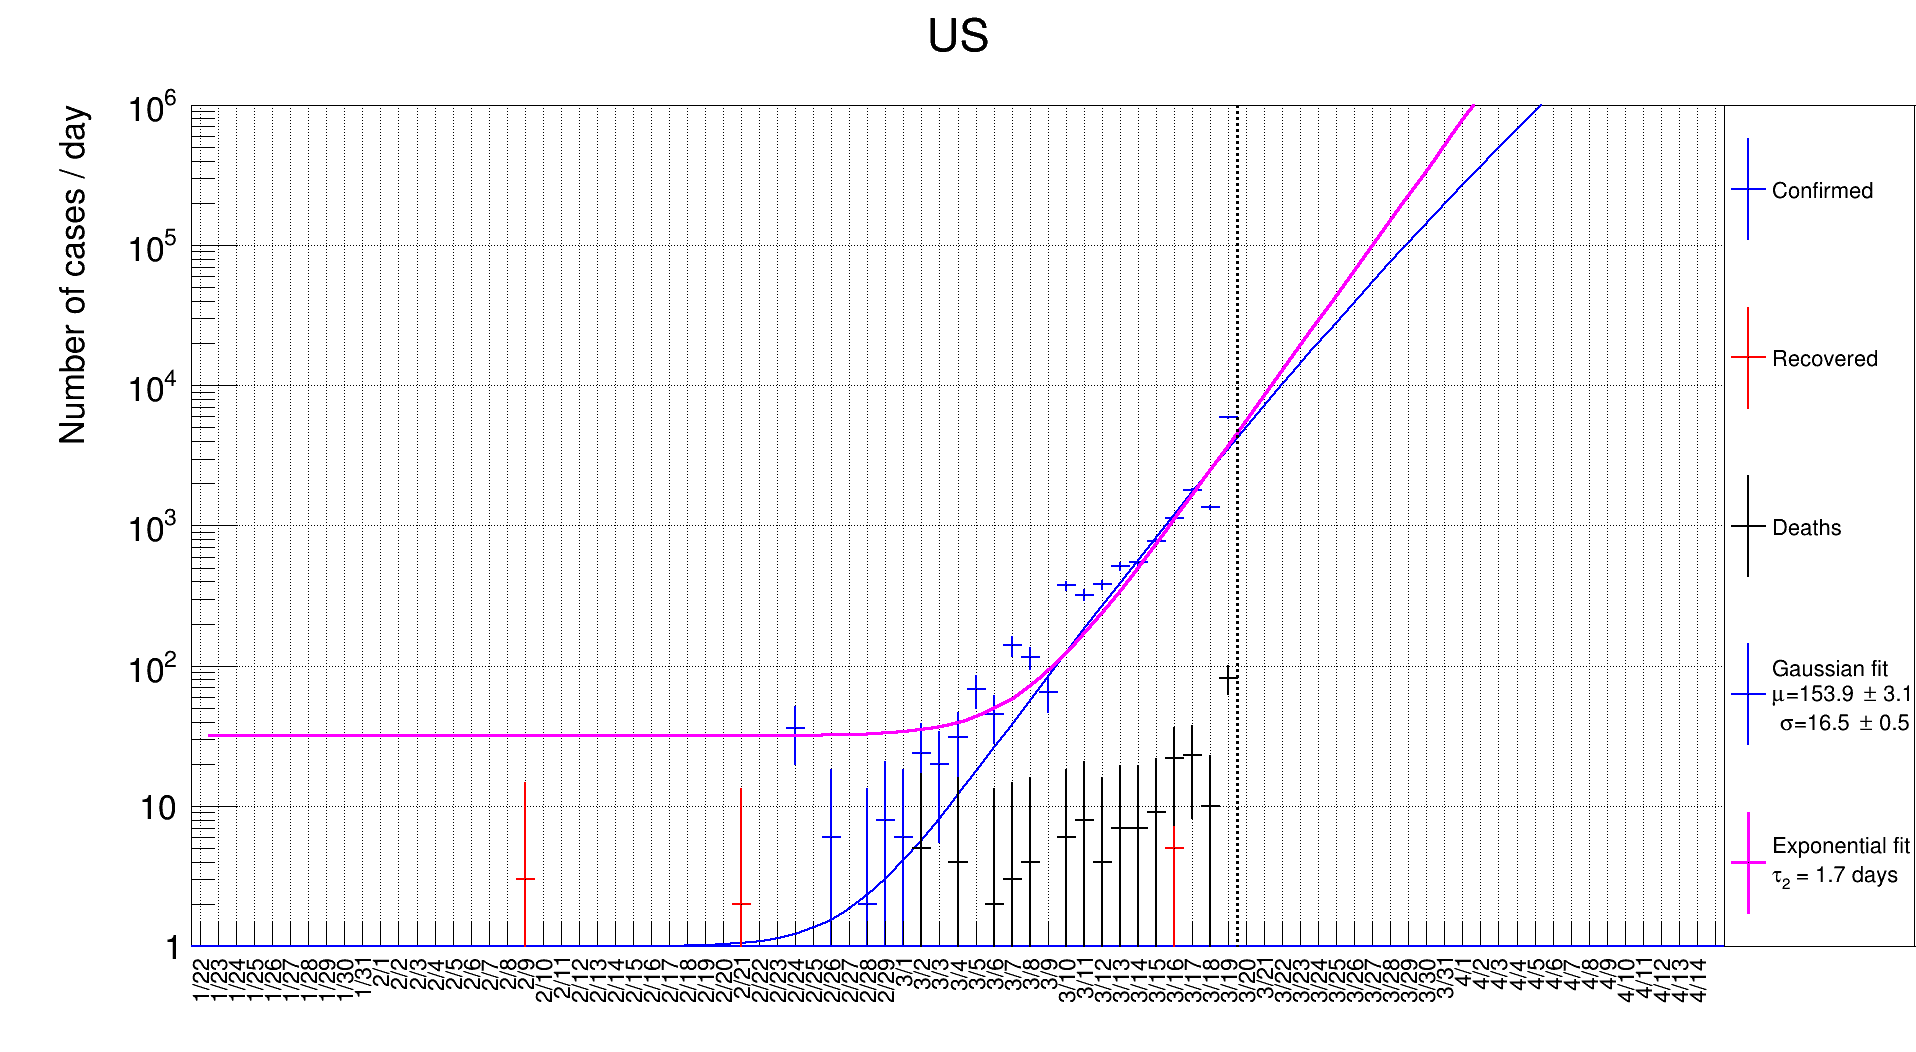 US
Number of cases / day
10^6
10^5
10^4
10^3
10^2
10
1
1/22 1/23 1/24 1/25 1/26 1/27 1/28 1/29 1/30 1/31 2/1 2/2 2/3 2/4 2/5 2/6 2/7 2/8 2/9 2/10 2/11 2/12 2/13 2/14 2/15 2/16 2/17 2/18 2/19 2/20 2/21 2/22 2/23 2/24 2/25 2/26 2/27 2/28 2/29 3/1 3/2 3/3 3/4 3/5 3/6 3/7 3/8 3/9 3/10 3/11 3/12 3/13 3/14 3/15 3/16 3/17 3/18 3/19 3/20 3/21 3/22 3/23 3/24 3/25 3/26 3/27 3/28 3/29 3/30 3/31 4/1 4/2 4/3 4/4 4/5 4/6 4/7 4/8 4/9 4/10 4/11 4/12 4/13 4/14
Confirmed
Recovered
Deaths
Gaussian fit
μ=153.9 ± 3.1
σ=16.5 ± 0.5
Exponential fit
τ₂ = 1.7 days